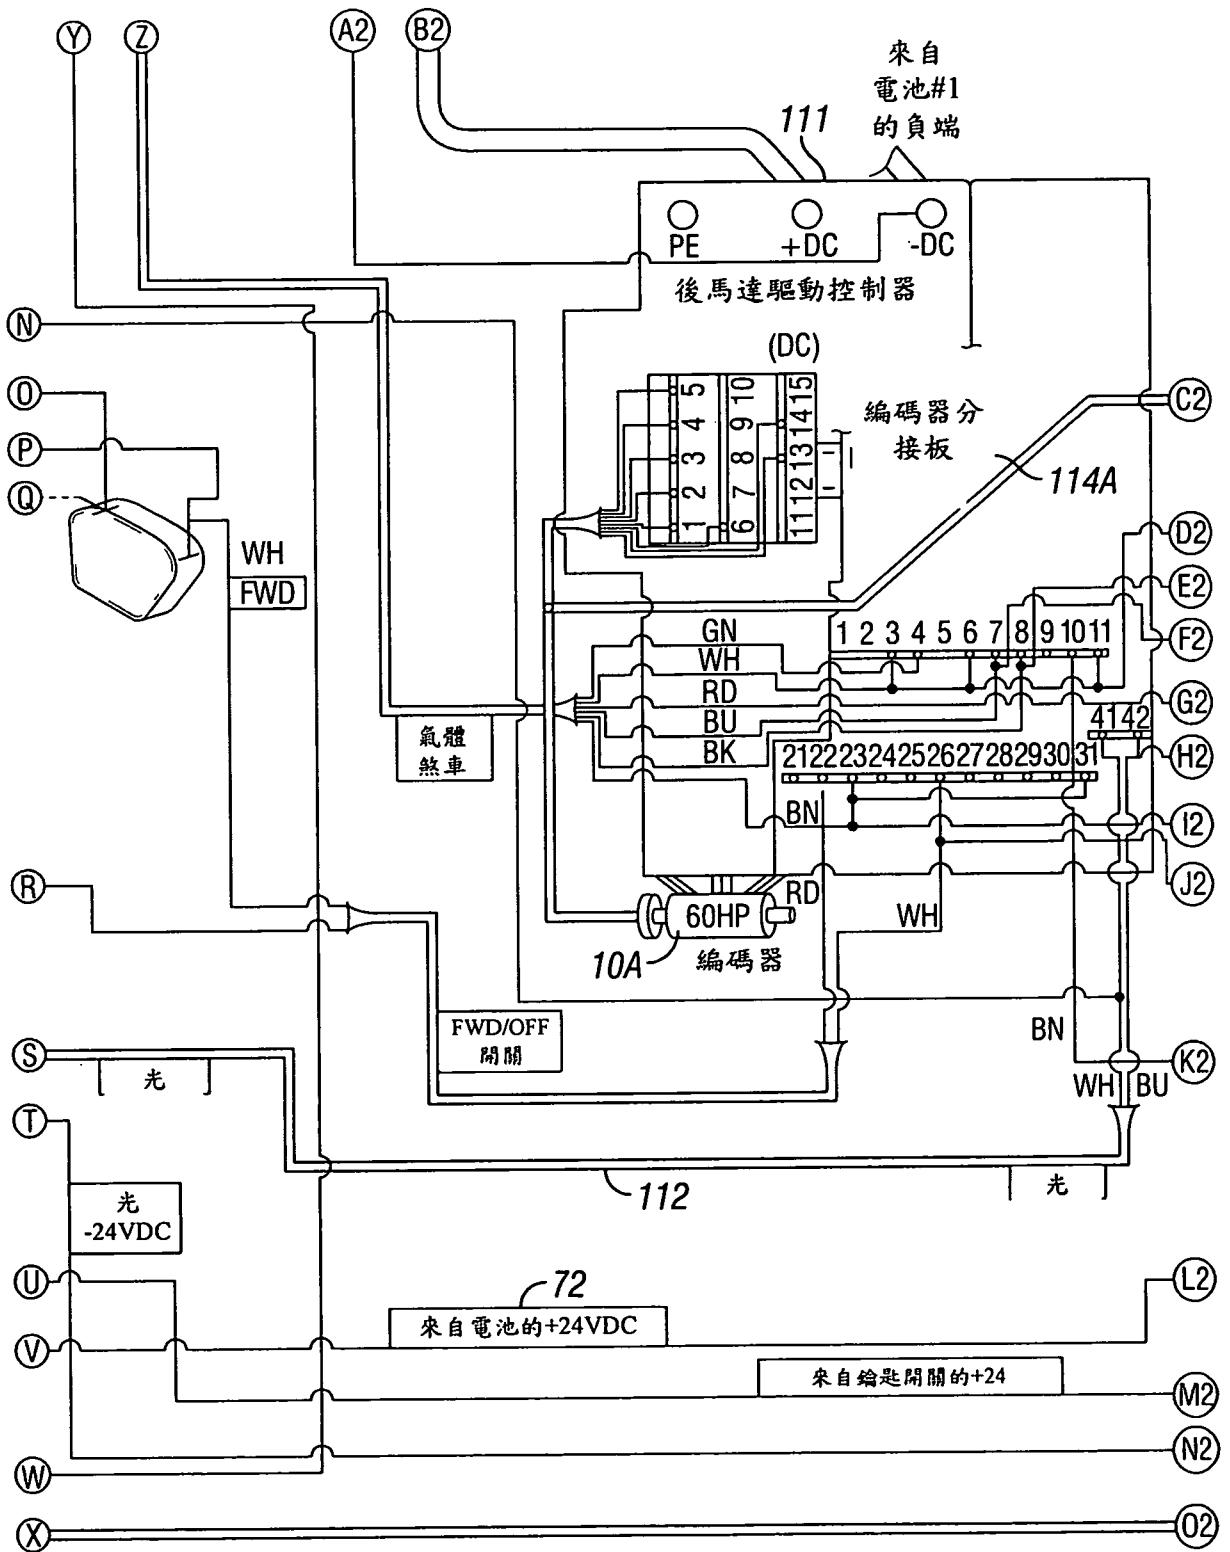 Y Z A2 B2
來自
電池#1
的負端
111
PE +DC -DC
後馬達驅動控制器
N
(DC)
O
5 10 15
4 9 14
3 8 13
2 7 12
1 6 11
編碼器分
接板
C2
P
114A
Q
D2
WH
FWD
E2
1 2 3 4 5 6 7 8 9 10 11
F2
GN
WH
RD
BU
BK
G2
41 42
氣體
煞車
H2
21 22 23 24 25 26 27 28 29 30 31
BN
I2
J2
R
RD
60HP
WH
10A
編碼器
FWD/OFF
開關
BN
S
光
K2
WH BU
T
112
光
光
-24VDC
U
72
L2
來自電池的+24VDC
V
來自鑰匙開關的+24
M2
N2
W
X
O2